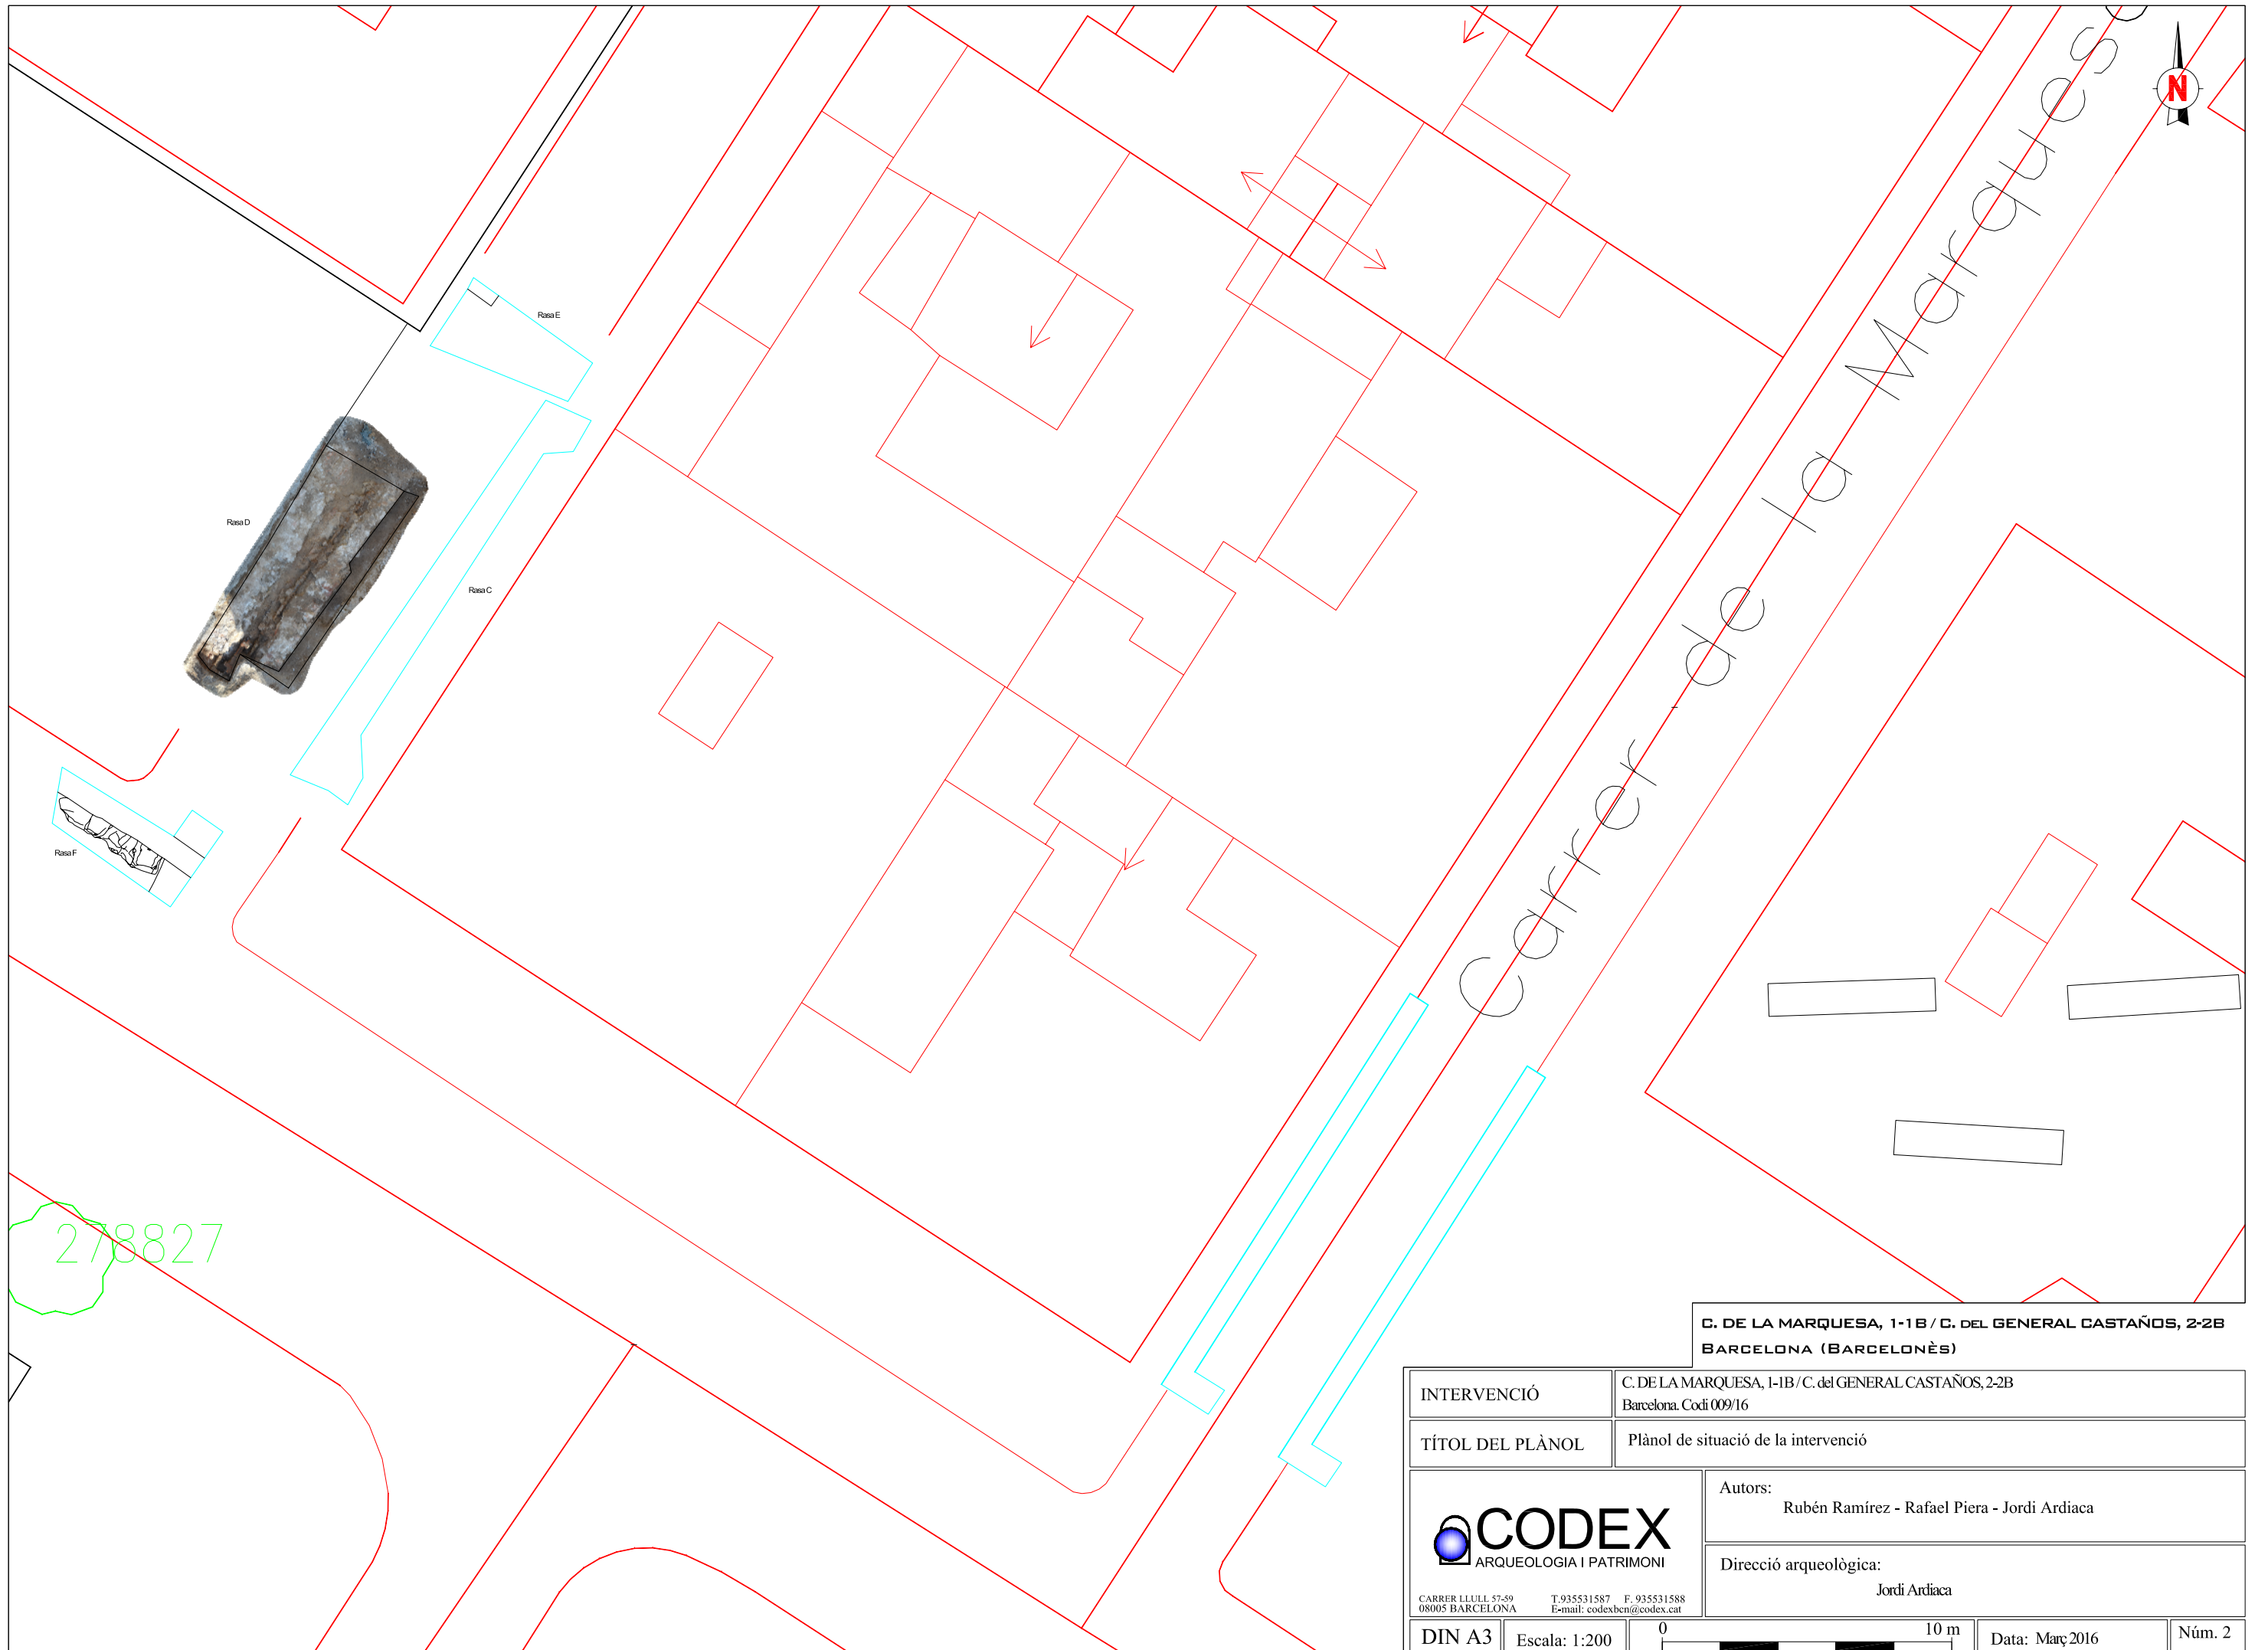 N
Carrer - de la Marques
Rasa E
Rasa D
Rasa C
Rasa F
278827
C. DE LA MARQUESA, 1-1B / C. DEL GENERAL CASTAÑOS, 2-2B
BARCELONA (BARCELONÈS)
INTERVENCIÓ
C. DE LA MARQUESA, 1-1B / C. del GENERAL CASTAÑOS, 2-2B
Barcelona. Codi 009/16
TÍTOL DEL PLÀNOL
Plànol de situació de la intervenció
CODEX
ARQUEOLOGIA I PATRIMONI
CARRER LLULL 57-59 T.935531587 F. 935531588
08005 BARCELONA E-mail: codexbcn@codex.cat
Autors:
Rubén Ramírez - Rafael Piera - Jordi Ardiaca
Direcció arqueològica:
Jordi Ardiaca
DIN A3
Escala: 1:200
0 10 m
Data: Març 2016
Núm. 2